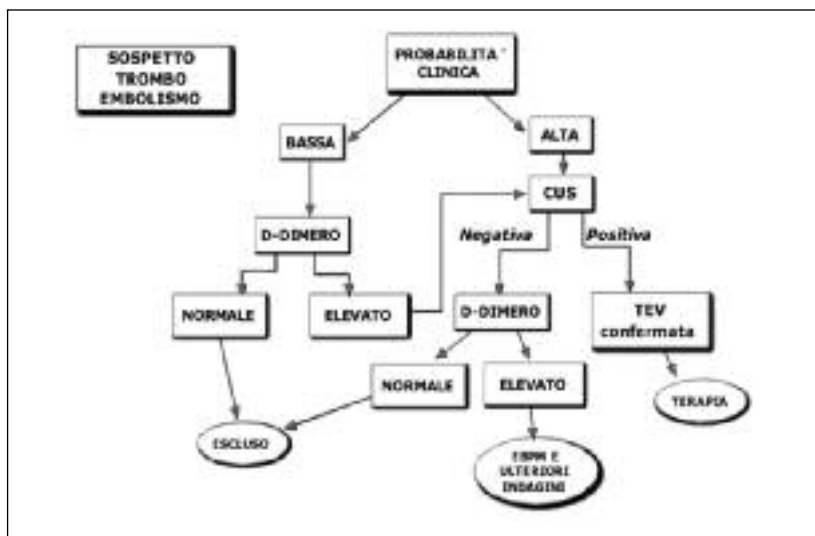 SOSPETTO
TROMBO
EMBOLISMO
PROBABILITA'
CLINICA
BASSA
ALTA
CUS
D-DIMERO
Negativa
Positiva
NORMALE
ELEVATO
D-DIMERO
TEV
confermata
NORMALE
ELEVATO
TERAPIA
ESCLUSO
EBPM E
ULTERIORI
INDAGINI